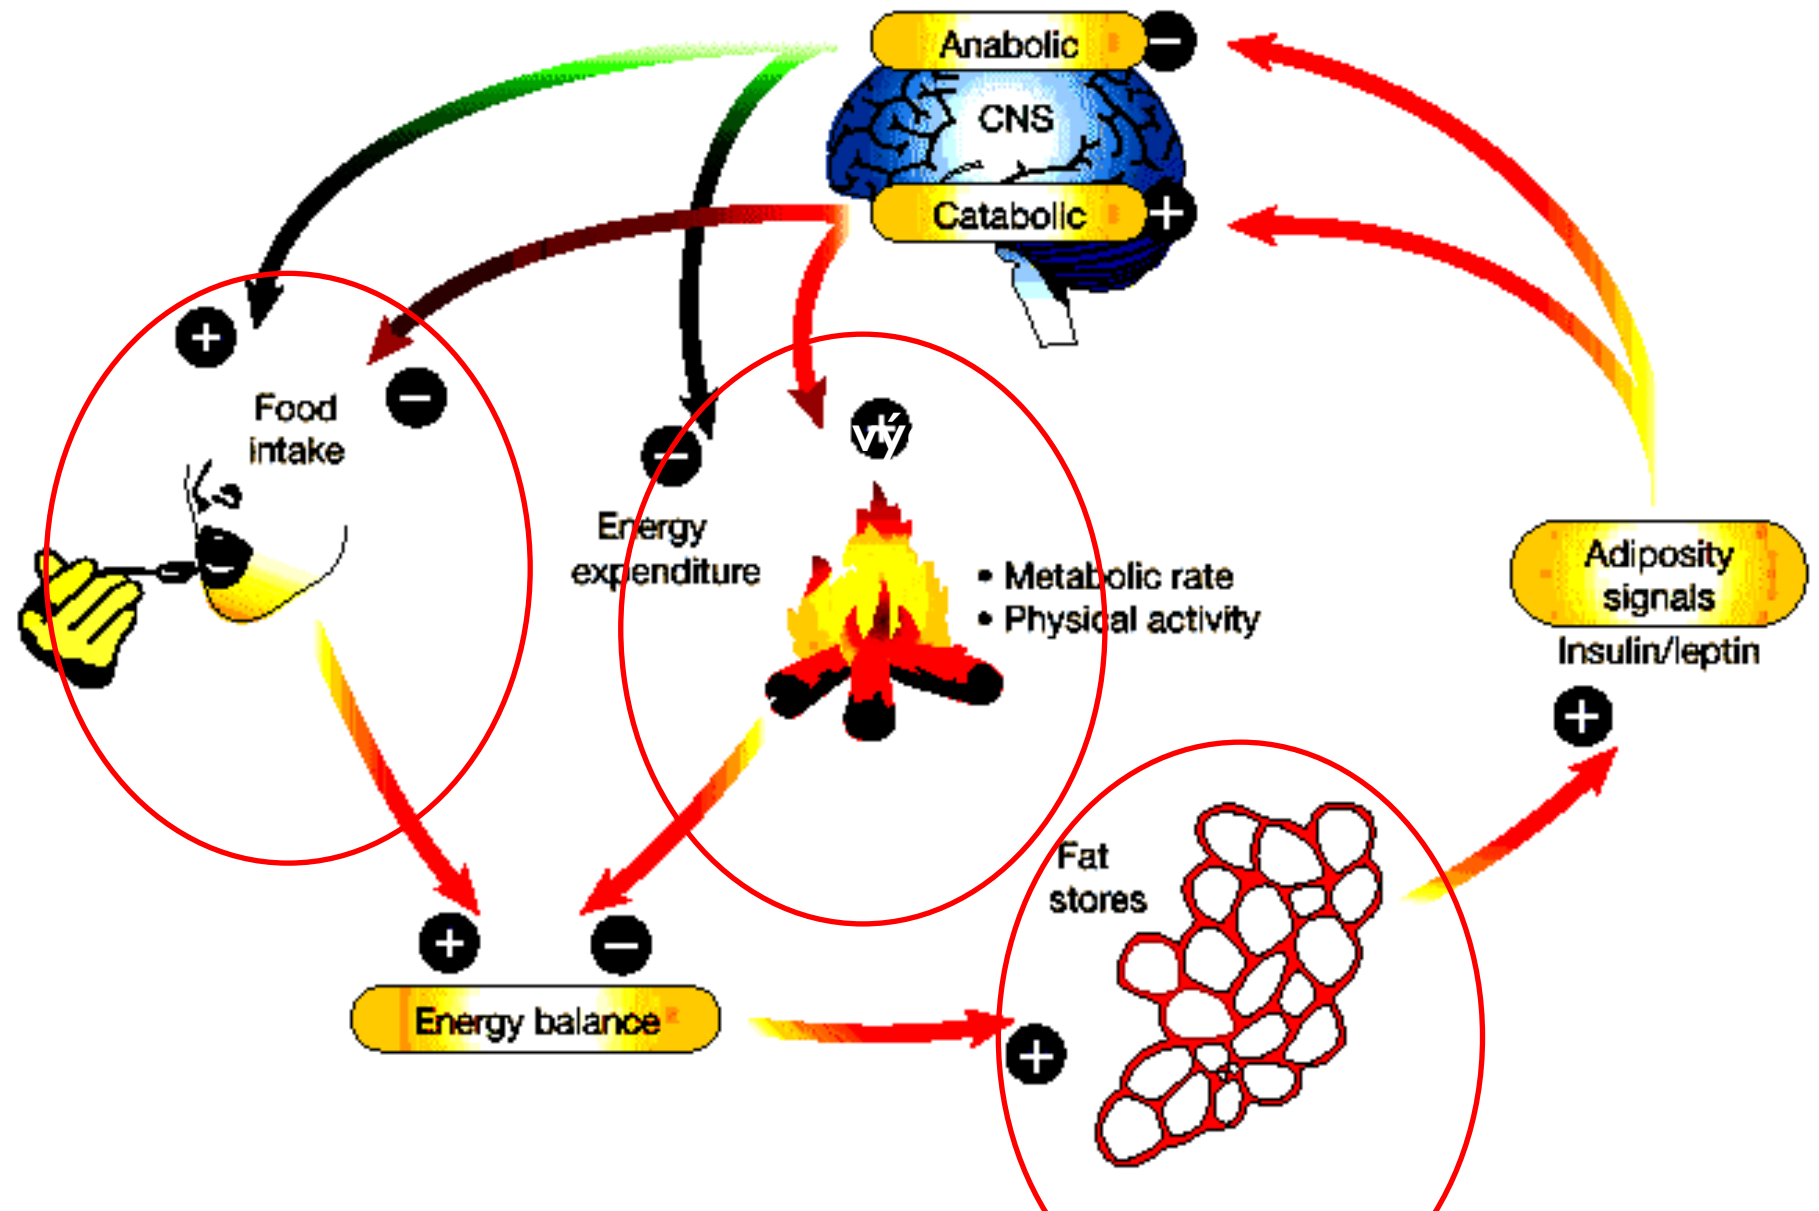 Anabolic
−
CNS
Catabolic
+
+
−
Food
intake
−
výt
Energy
expenditure
• Metabolic rate
• Physical activity
Adiposity
signals
Insulin/leptin
+
Fat
stores
+
−
Energy balance
+